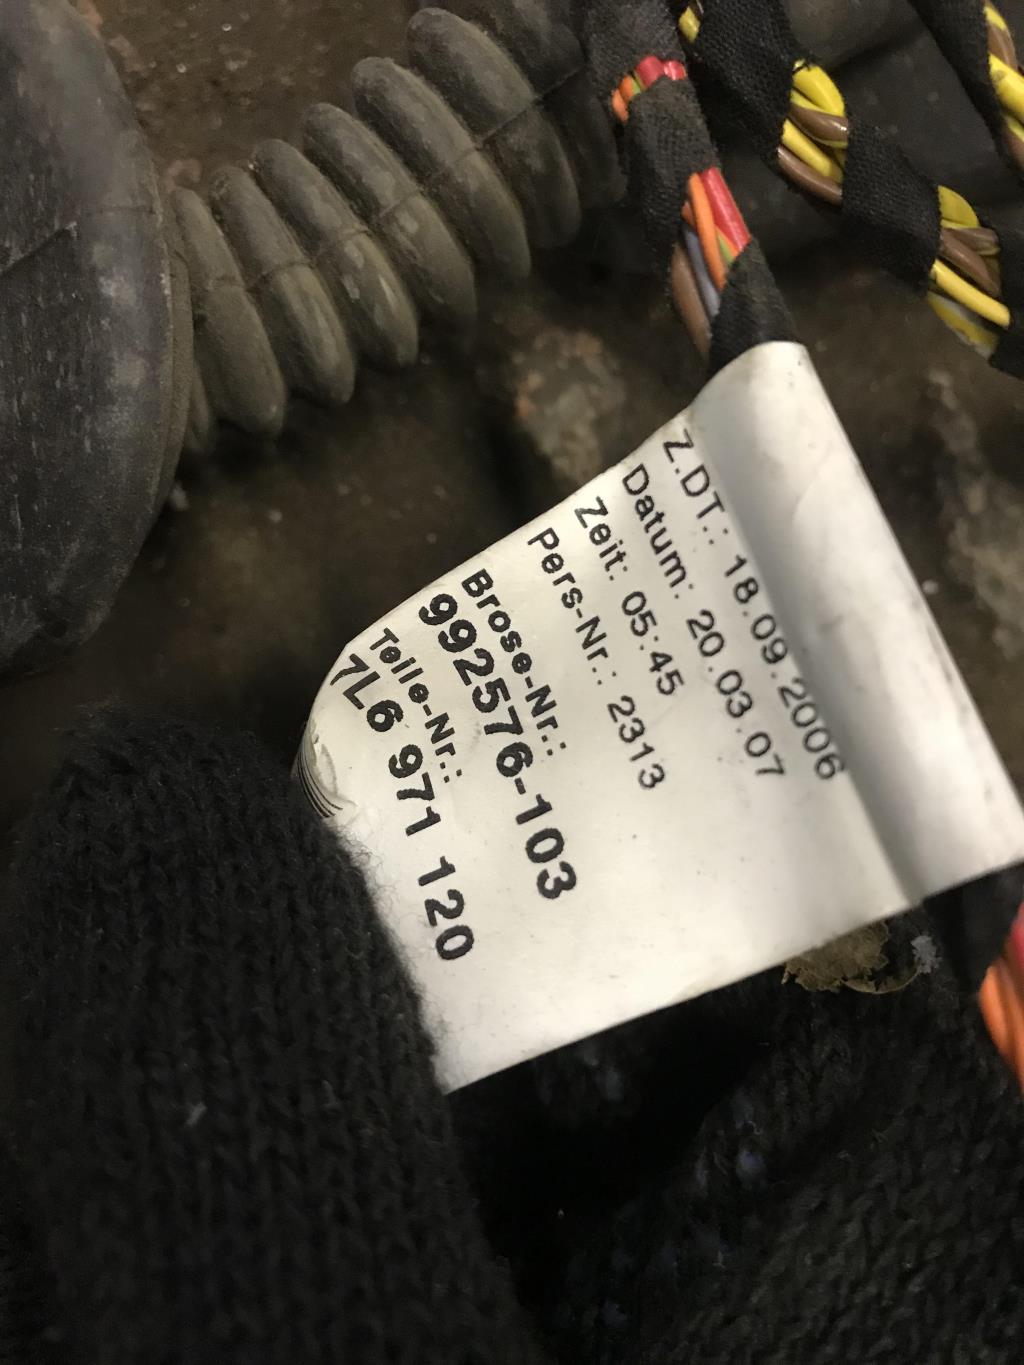 Z.DT.: 18.09.2006
Datum: 20.03.07
Zeit: 05:45
Pers-Nr.: 2313
Brose-Nr.:
992576-103
Teile-Nr.:
7L6 971 120